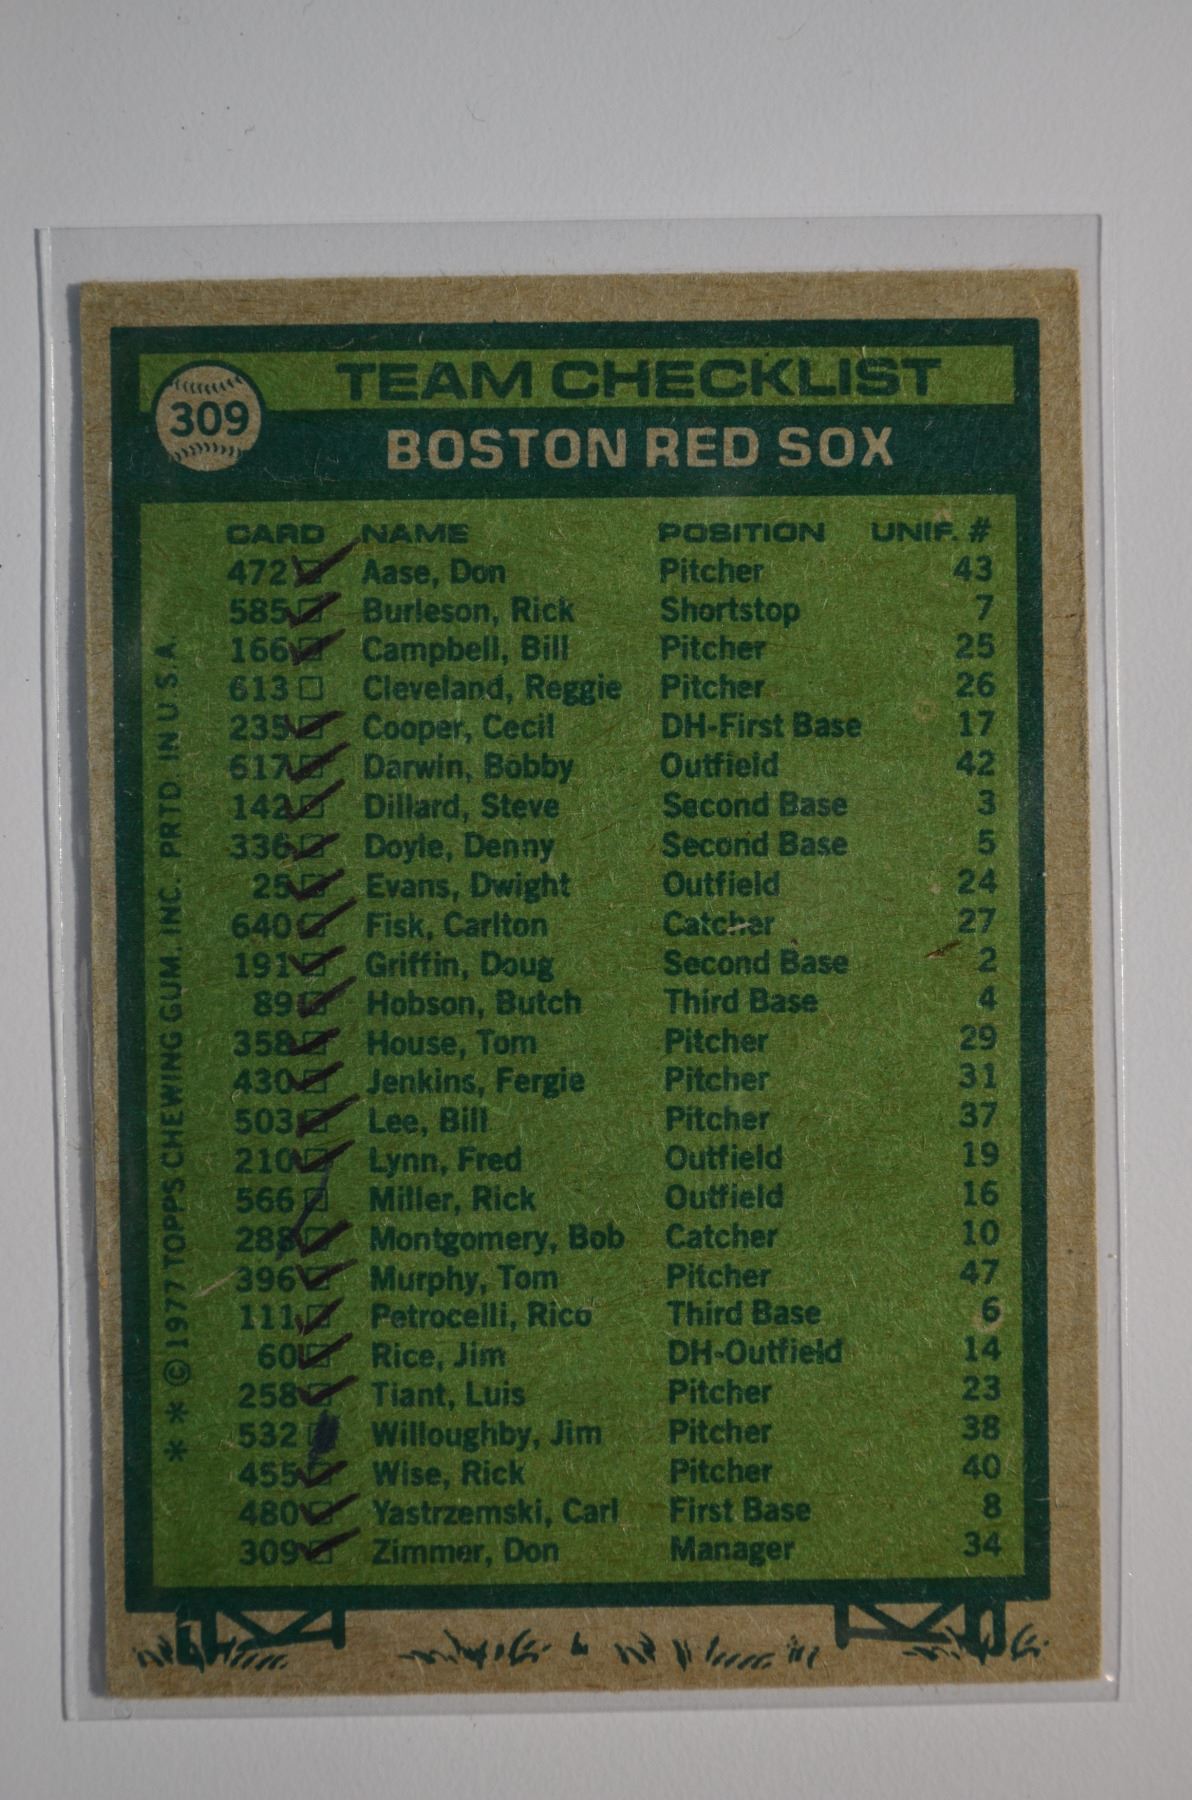 309
TEAM CHECKLIST
BOSTON RED SOX
CARD NAME POSITION UNIF. #
472 Aase, Don Pitcher 43
585 Burleson, Rick Shortstop 7
166 Campbell, Bill Pitcher 25
613 Cleveland, Reggie Pitcher 26
235 Cooper, Cecil DH-First Base 17
617 Darwin, Bobby Outfield 42
142 Dillard, Steve Second Base 3
336 Doyle, Denny Second Base 5
25 Evans, Dwight Outfield 24
640 Fisk, Carlton Catcher 27
191 Griffin, Doug Second Base 2
89 Hobson, Butch Third Base 4
358 House, Tom Pitcher 29
430 Jenkins, Fergie Pitcher 31
503 Lee, Bill Pitcher 37
210 Lynn, Fred Outfield 19
566 Miller, Rick Outfield 16
288 Montgomery, Bob Catcher 10
396 Murphy, Tom Pitcher 47
111 Petrocelli, Rico Third Base 6
60 Rice, Jim DH-Outfield 14
258 Tiant, Luis Pitcher 23
532 Willoughby, Jim Pitcher 38
455 Wise, Rick Pitcher 40
480 Yastrzemski, Carl First Base 8
309 Zimmer, Don Manager 34
* * © 1977 TOPPS CHEWING GUM, INC. PRTD. IN U.S.A.